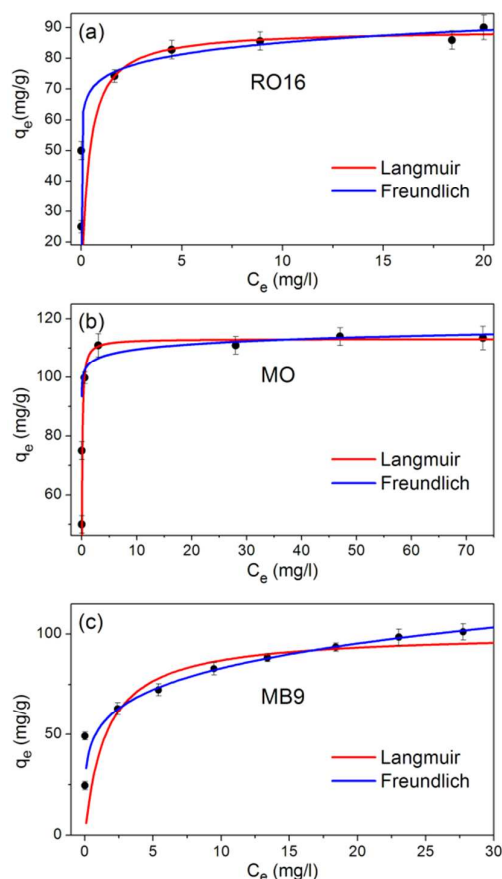 (a)
90
80
70
60
50
40
30
20
qe(mg/g)
RO16
Langmuir
Freundlich
0 5 10 15 20
Ce (mg/l)
(b)
120
100
80
60
qe (mg/g)
MO
Langmuir
Freundlich
0 10 20 30 40 50 60 70
Ce (mg/l)
(c)
100
50
0
qe (mg/g)
MB9
Langmuir
Freundlich
0 5 10 15 20 25 30
Ce (mg/l)